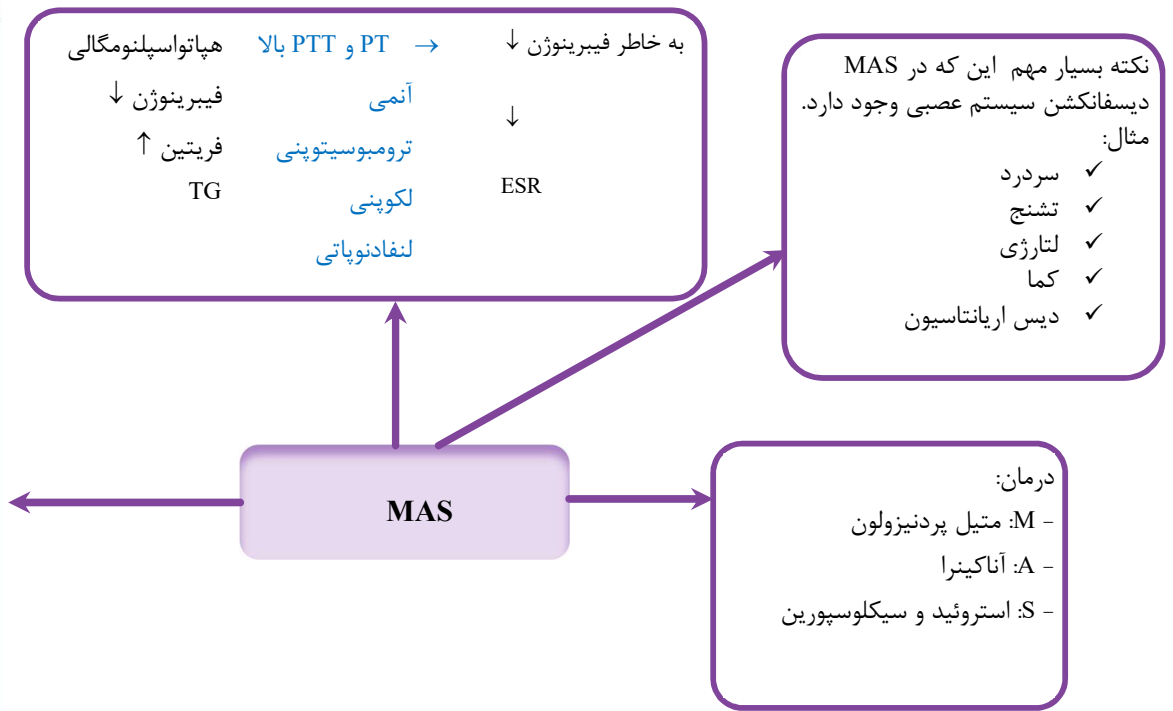 هپاتواسپلنومگالی
فیبرینوژن ↓
فریتین ↑
TG
PT و PTT بالا →
آنمی
ترومبوسیتوپنی
لکوپنی
لنفادنوپاتی
به خاطر فیبرینوژن ↓
↓
ESR
نکته بسیار مهم این که در MAS
دیسفانکشن سیستم عصبی وجود دارد.
مثال:
✓ سردرد
✓ تشنج
✓ لتارژی
✓ کما
✓ دیس اریانتاسیون
MAS
درمان:
- M: متیل پردنیزولون
- A: آناکینرا
- S: استروئید و سیکلوسپورین